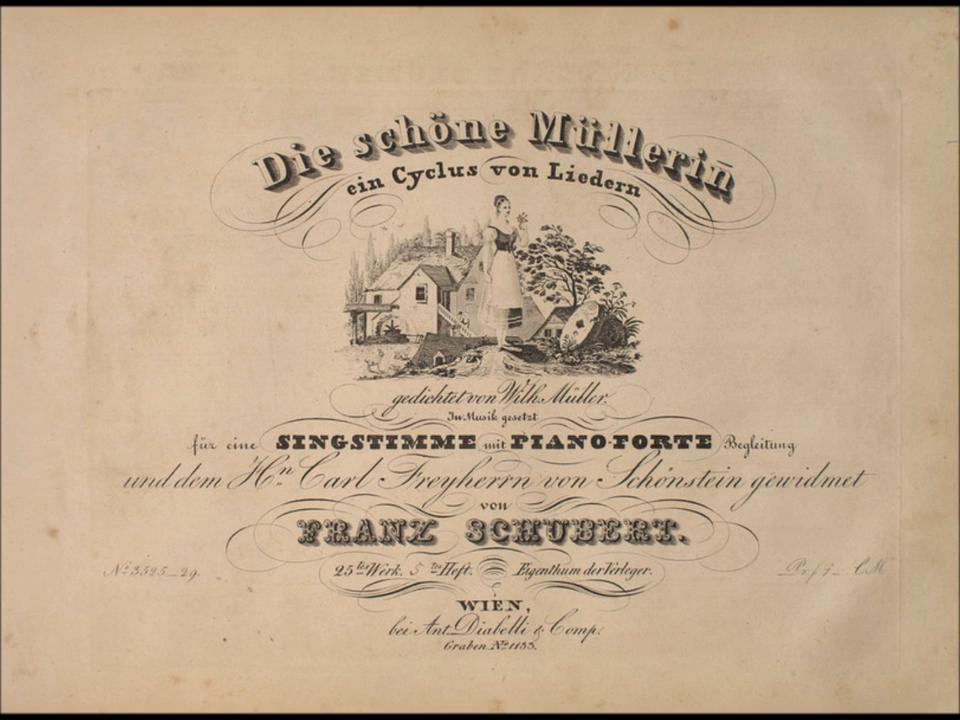 Die schöne Müllerin̄
ein Cyclus von Liedern
gedichtet von Wilh. Müller.
In Musik gesetzt
für eine SINGSTIMME mit PIANO-FORTE Begleitung
und dem Hn. Carl Freyherrn von Schönstein gewidmet
von
FRANZ SCHUBERT.
No. 3525_29. 25tes Werk. 5tes Heft. Eigenthum der Verleger.
WIEN,
bei Ant. Diabelli & Comp.
Graben No. 1133.